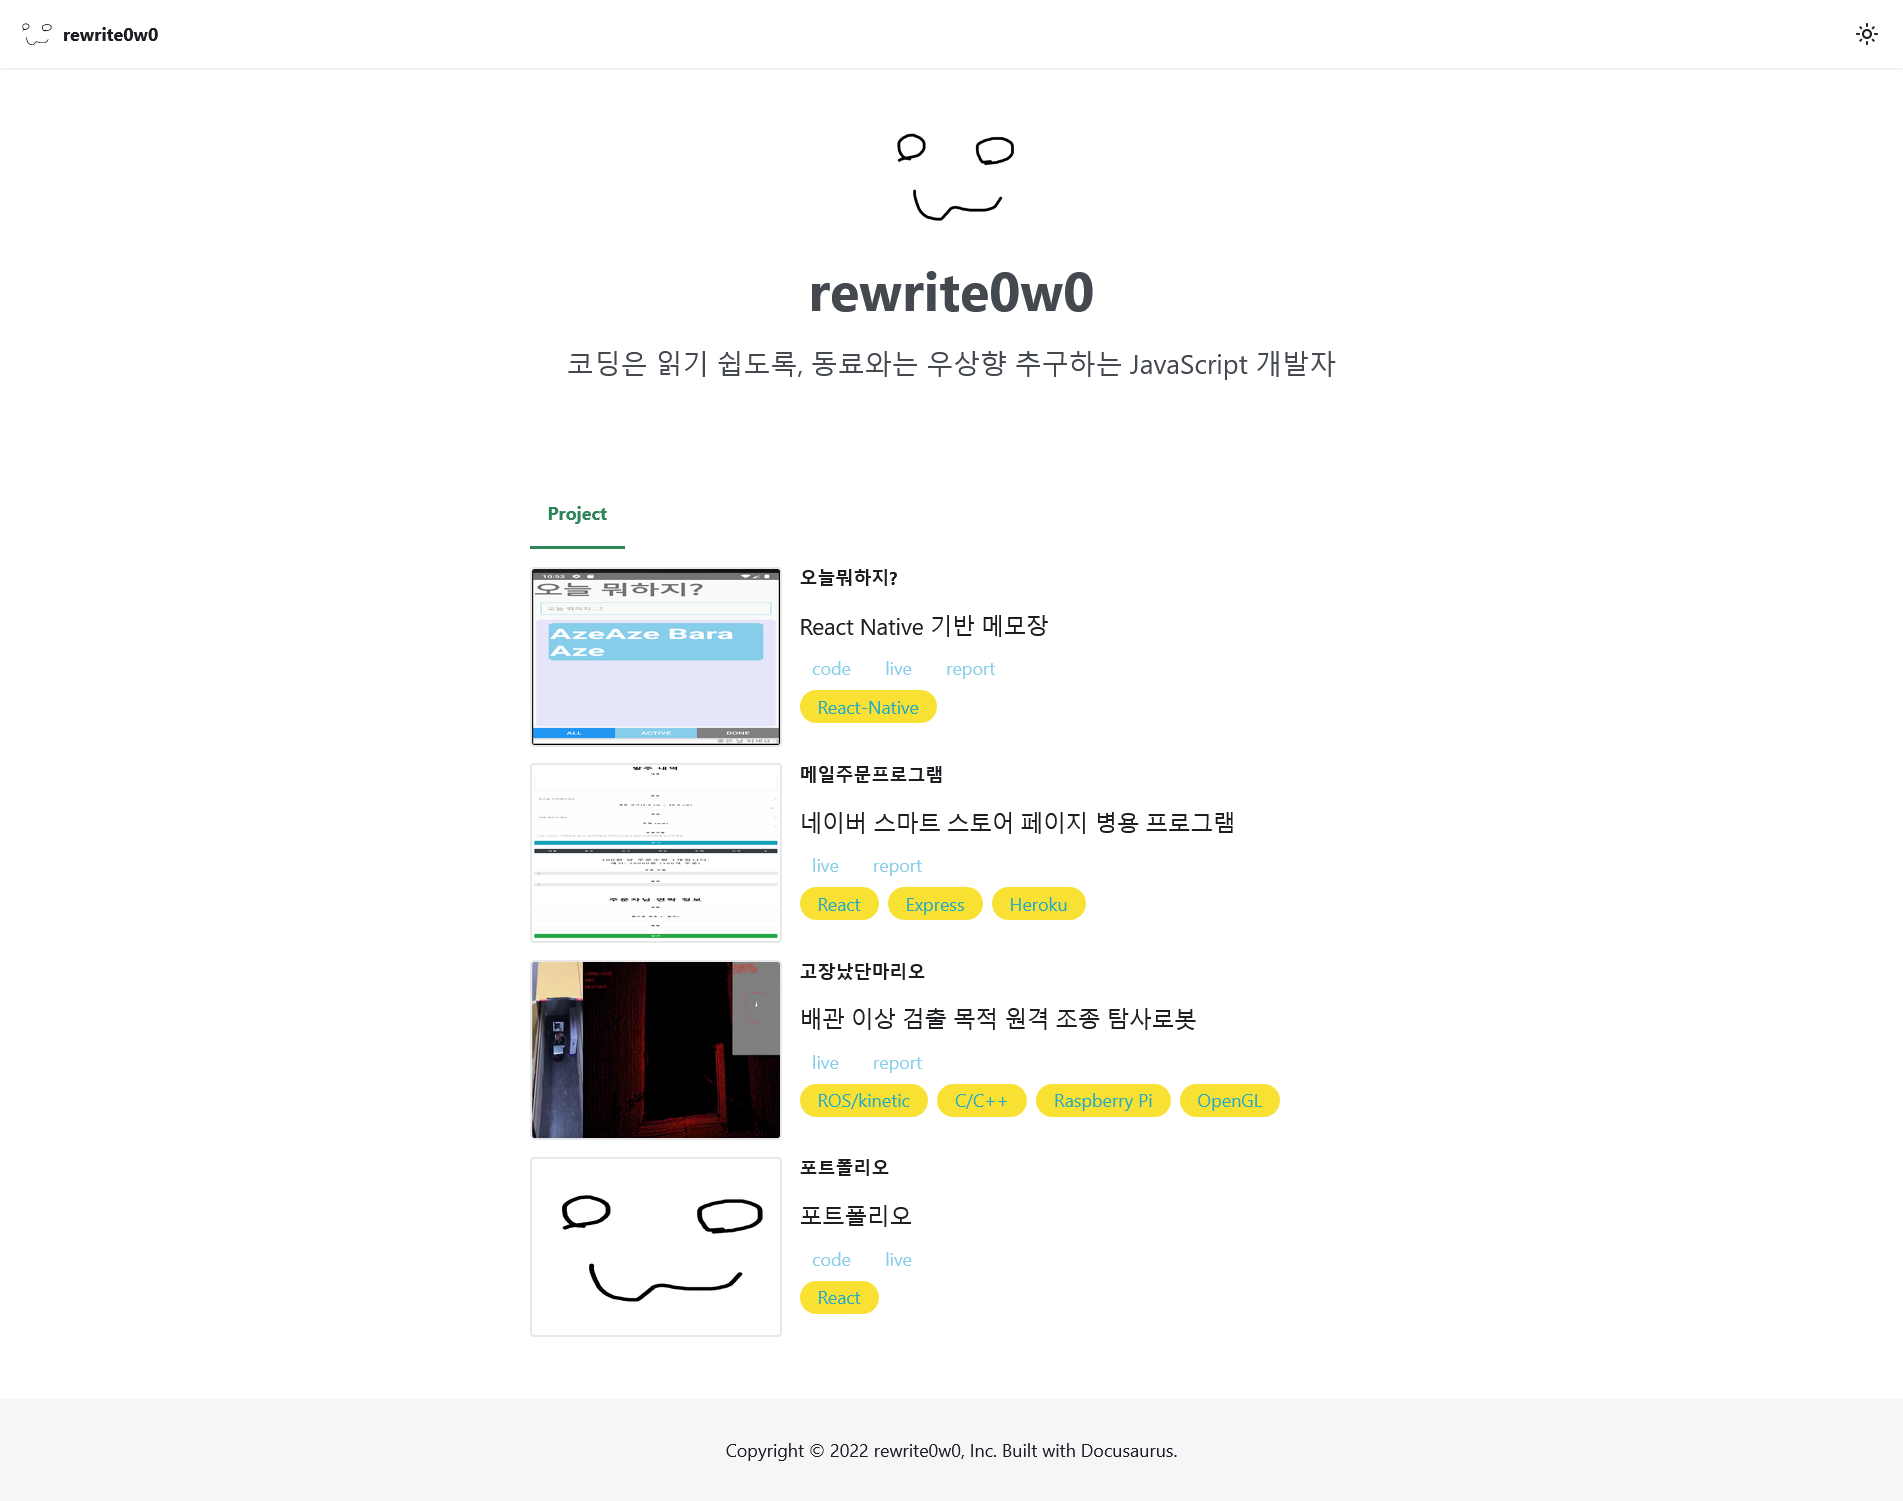 rewrite0w0
rewrite0w0
코딩은 읽기 쉽도록, 동료와는 우상향 추구하는 JavaScript 개발자
Project
10:53
오늘 뭐하지?
오늘 뭐하지...?
AzeAze Bara
Aze
ALL ACTIVE DONE
오늘뭐하지?
React Native 기반 메모장
code live report
React-Native
메일주문프로그램
네이버 스마트 스토어 페이지 병용 프로그램
live report
React Express Heroku
고장났단마리오
배관 이상 검출 목적 원격 조종 탐사로봇
live report
ROS/kinetic C/C++ Raspberry Pi OpenGL
포트폴리오
포트폴리오
code live
React
Copyright © 2022 rewrite0w0, Inc. Built with Docusaurus.